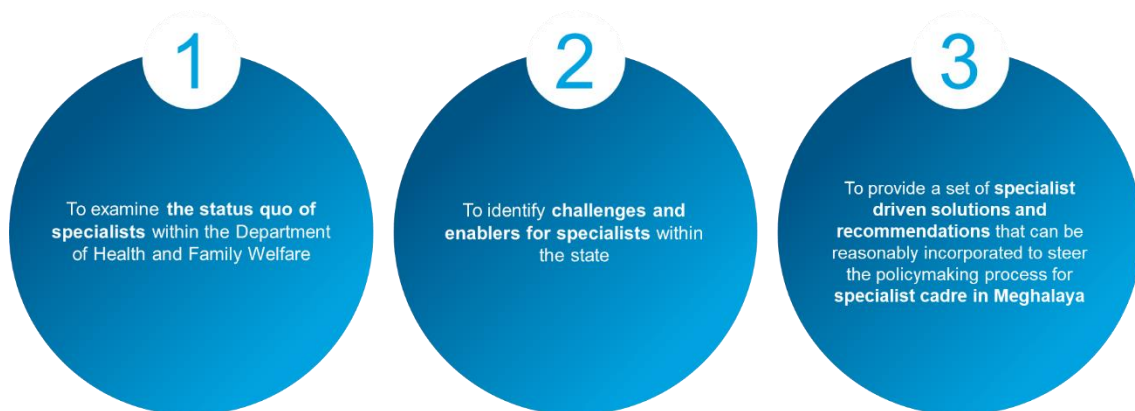 1
To examine the status quo of
specialists within the Department
of Health and Family Welfare
2
To identify challenges and
enablers for specialists within
the state
3
To provide a set of specialist
driven solutions and
recommendations that can be
reasonably incorporated to steer
the policymaking process for
specialist cadre in Meghalaya